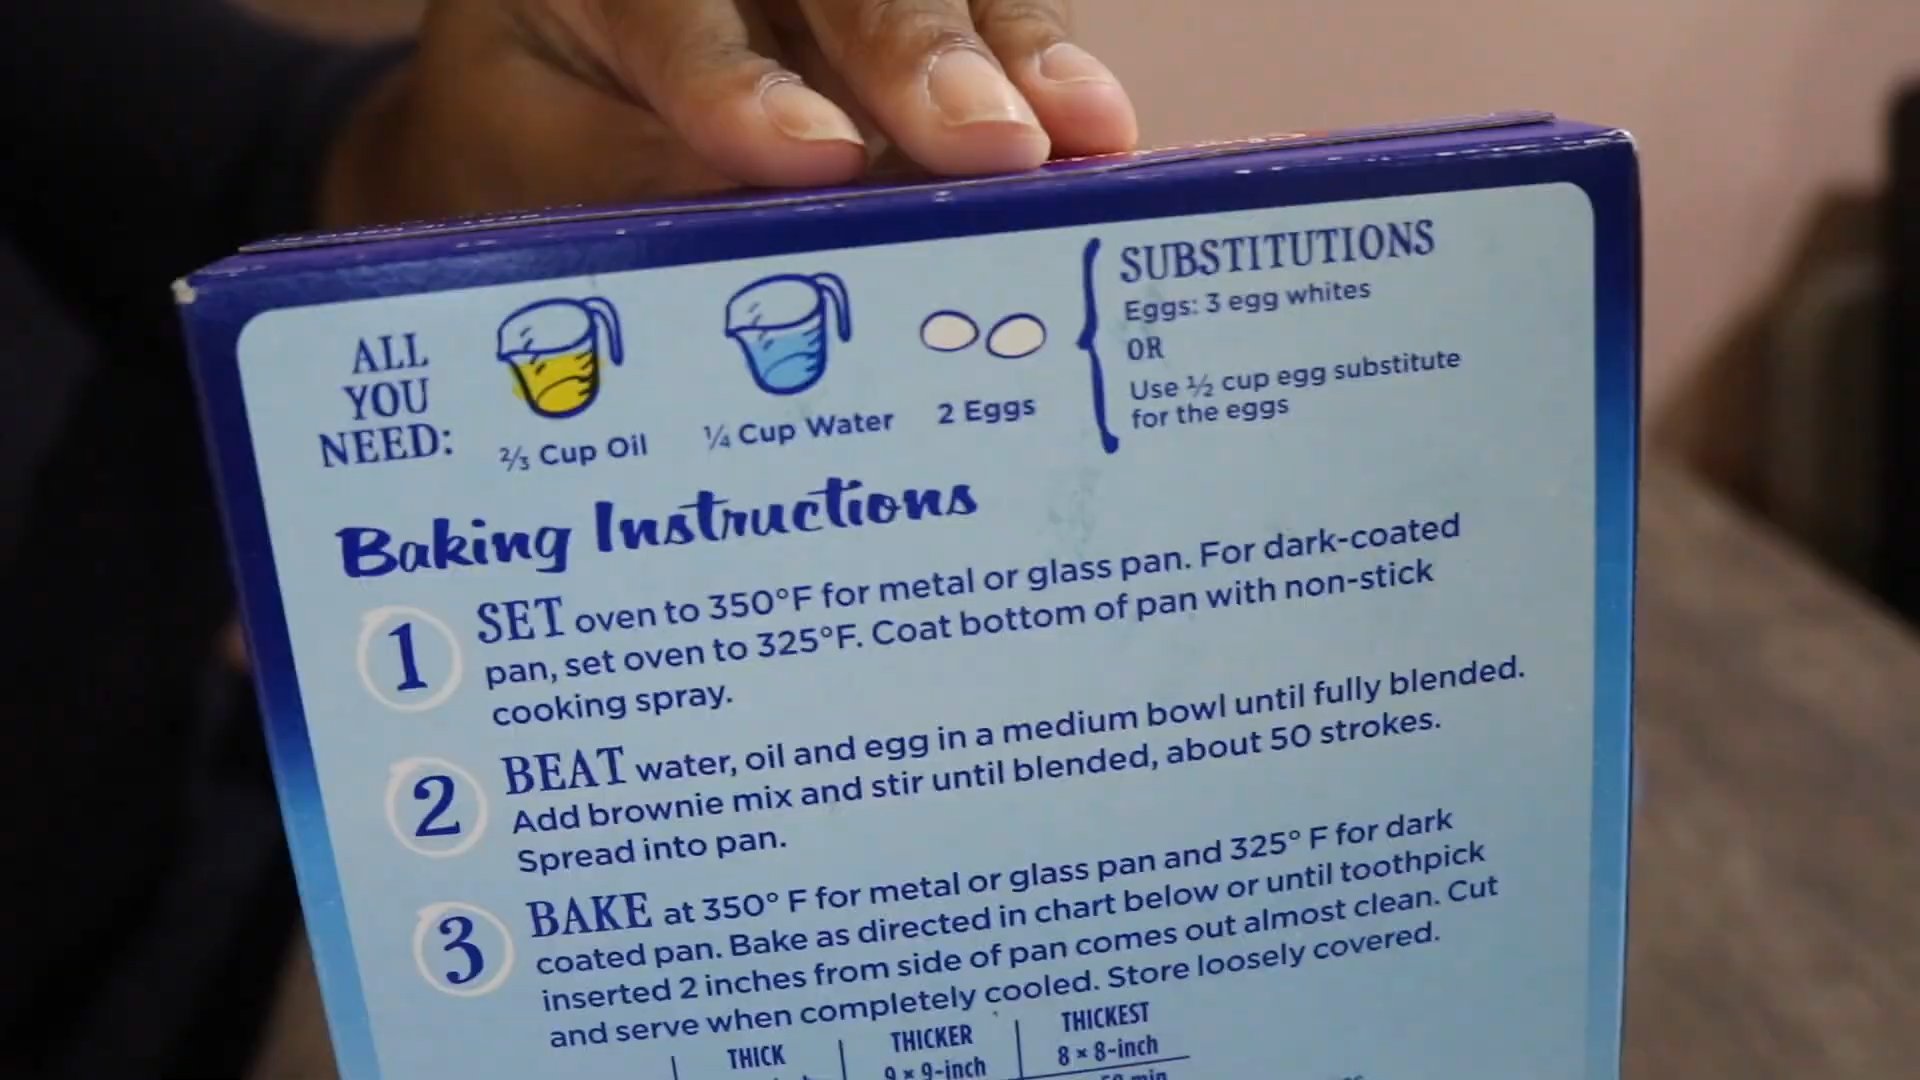 ALL
YOU
NEED:
⅔ Cup Oil
¼ Cup Water
2 Eggs
SUBSTITUTIONS
Eggs: 3 egg whites
OR
Use ½ cup egg substitute
for the eggs
Baking Instructions
1 SET oven to 350°F for metal or glass pan. For dark-coated
pan, set oven to 325°F. Coat bottom of pan with non-stick
cooking spray.
2 BEAT water, oil and egg in a medium bowl until fully blended.
Add brownie mix and stir until blended, about 50 strokes.
Spread into pan.
3 BAKE at 350° F for metal or glass pan and 325° F for dark
coated pan. Bake as directed in chart below or until toothpick
inserted 2 inches from side of pan comes out almost clean. Cut
and serve when completely cooled. Store loosely covered.
THICK THICKER THICKEST
9 x 9-inch 8 x 8-inch
min